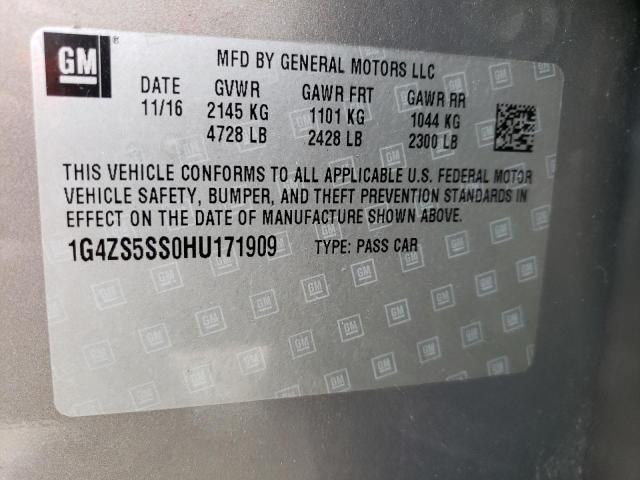 GM ®
MFD BY GENERAL MOTORS LLC
DATE GVWR GAWR FRT GAWR RR
11/16 2145 KG 1101 KG 1044 KG
4728 LB 2428 LB 2300 LB
THIS VEHICLE CONFORMS TO ALL APPLICABLE U.S. FEDERAL MOTOR
VEHICLE SAFETY, BUMPER, AND THEFT PREVENTION STANDARDS IN
EFFECT ON THE DATE OF MANUFACTURE SHOWN ABOVE.
1G4ZS5SS0HU171909 TYPE: PASS CAR